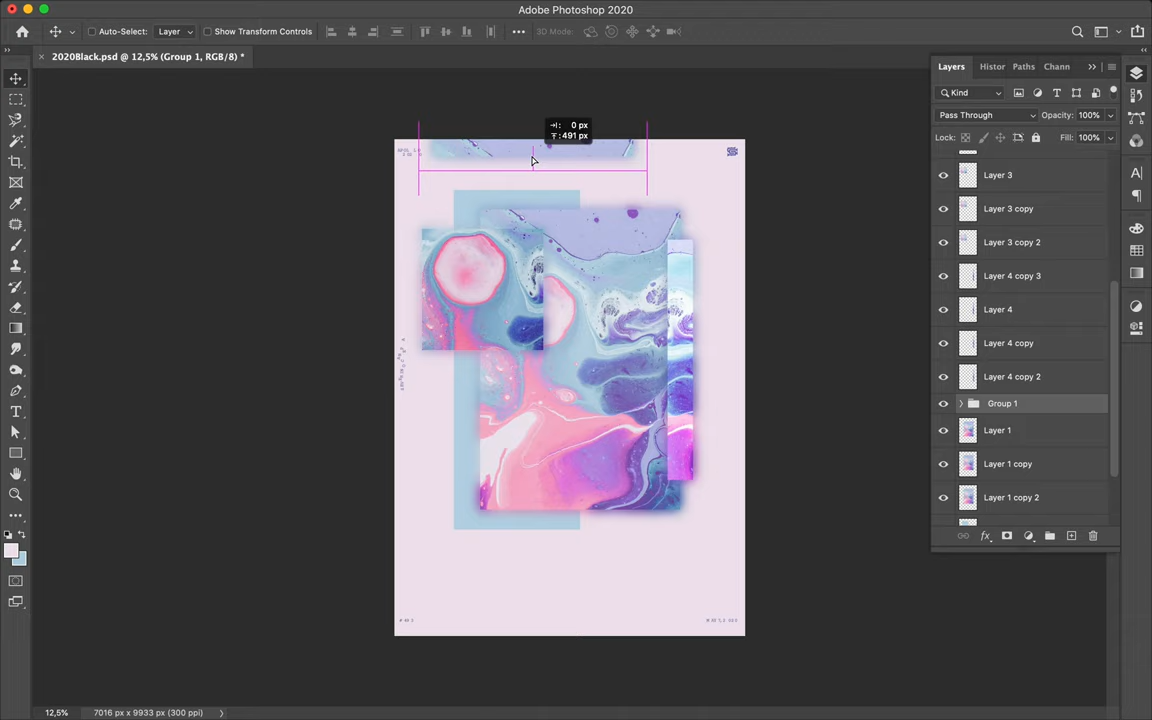 Adobe Photoshop 2020
Auto-Select: Layer Show Transform Controls 3D Mode:
2020Black.psd @ 12,5% (Group 1, RGB/8) *
Layers Histor Paths Chann
Kind
Pass Through Opacity: 100%
Lock: Fill: 100%
0 px
491 px
Layer 3
Layer 3 copy
Layer 3 copy 2
Layer 4 copy 3
Layer 4
Layer 4 copy
Layer 4 copy 2
Group 1
Layer 1
Layer 1 copy
Layer 1 copy 2
fx
12,5% 7016 px x 9933 px (300 ppi)